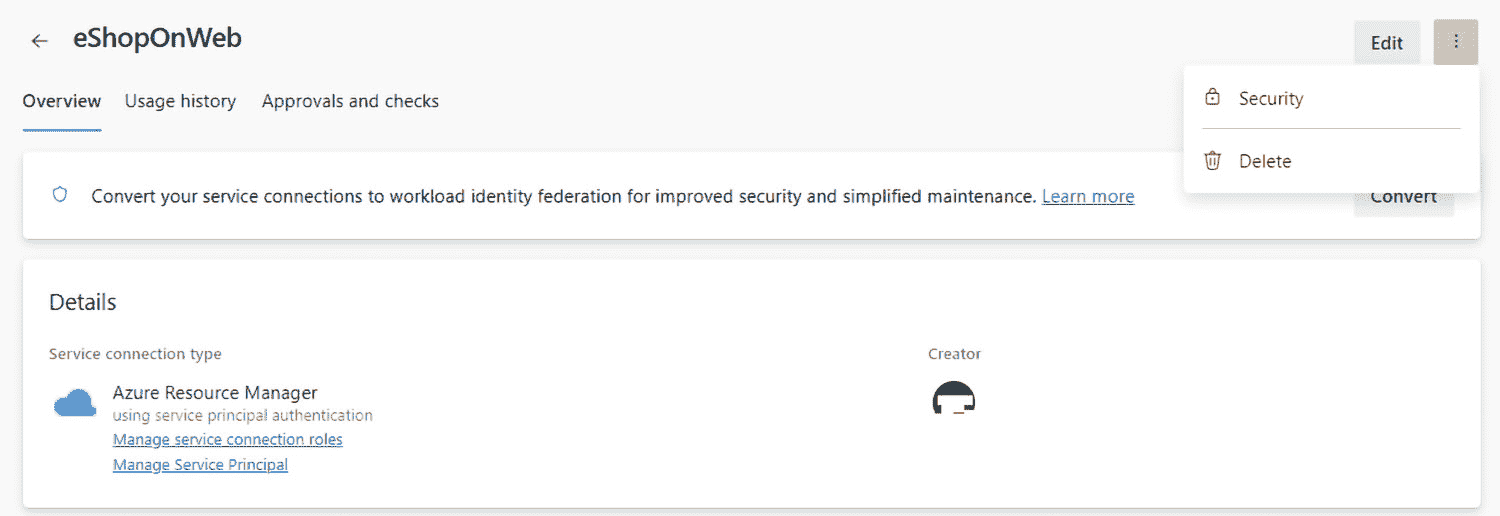 eShopOnWeb
Edit
Overview Usage history Approvals and checks
Security
Delete
Convert your service connections to workload identity federation for improved security and simplified maintenance. Learn more
Convert
Details
Service connection type
Creator
Azure Resource Manager
using service principal authentication
Manage service connection roles
Manage Service Principal